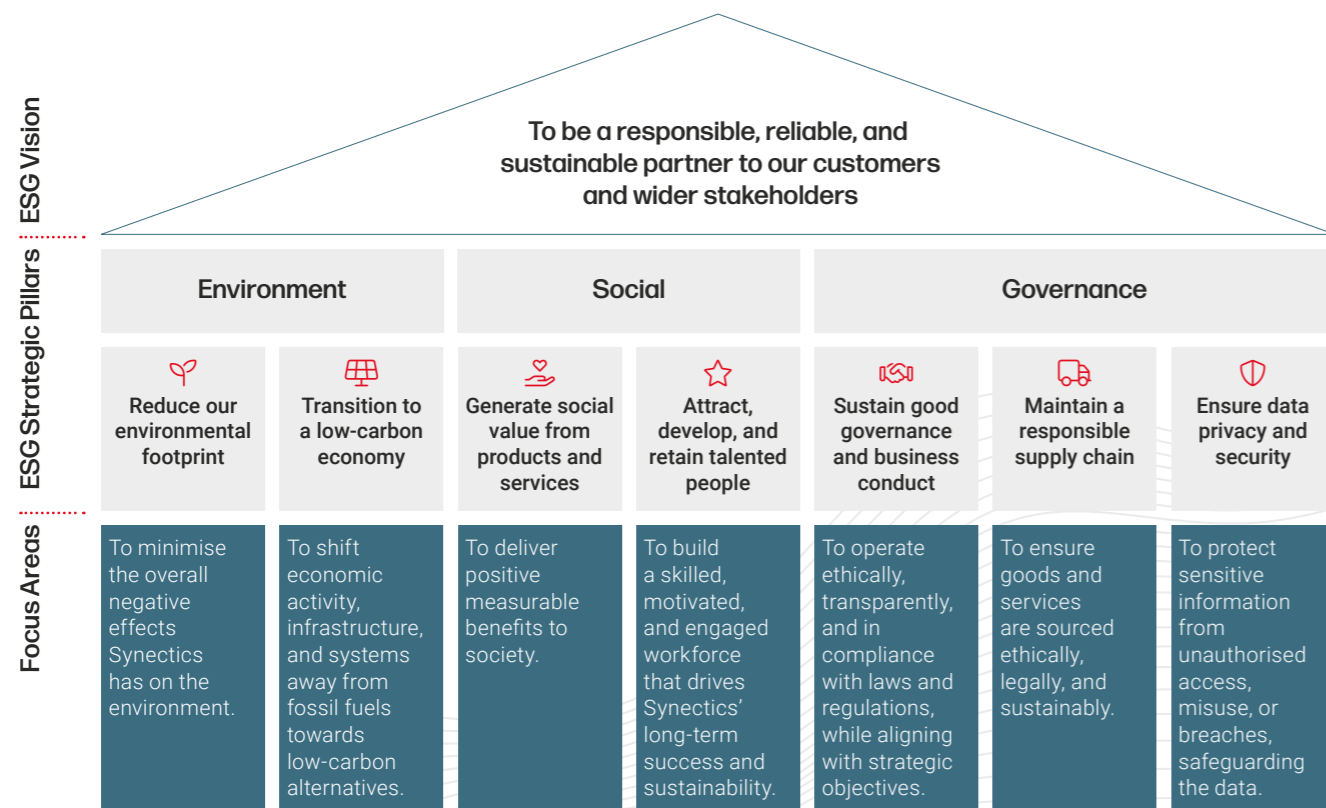 ESG Vision
To be a responsible, reliable, and
sustainable partner to our customers
and wider stakeholders
ESG Strategic Pillars
Environment
Social
Governance
Reduce our
environmental
footprint
Transition to
a low-carbon
economy
Generate social
value from
products and
services
Attract,
develop, and
retain talented
people
Sustain good
governance
and business
conduct
Maintain a
responsible
supply chain
Ensure data
privacy and
security
Focus Areas
To minimise
the overall
negative
effects
Synectics
has on the
environment.
To shift
economic
activity,
infrastructure,
and systems
away from
fossil fuels
towards
low-carbon
alternatives.
To deliver
positive
measurable
benefits to
society.
To build
a skilled,
motivated,
and engaged
workforce
that drives
Synectics’
long-term
success and
sustainability.
To operate
ethically,
transparently,
and in
compliance
with laws and
regulations,
while aligning
with strategic
objectives.
To ensure
goods and
services
are sourced
ethically,
legally, and
sustainably.
To protect
sensitive
information
from
unauthorised
access,
misuse, or
breaches,
safeguarding
the data.